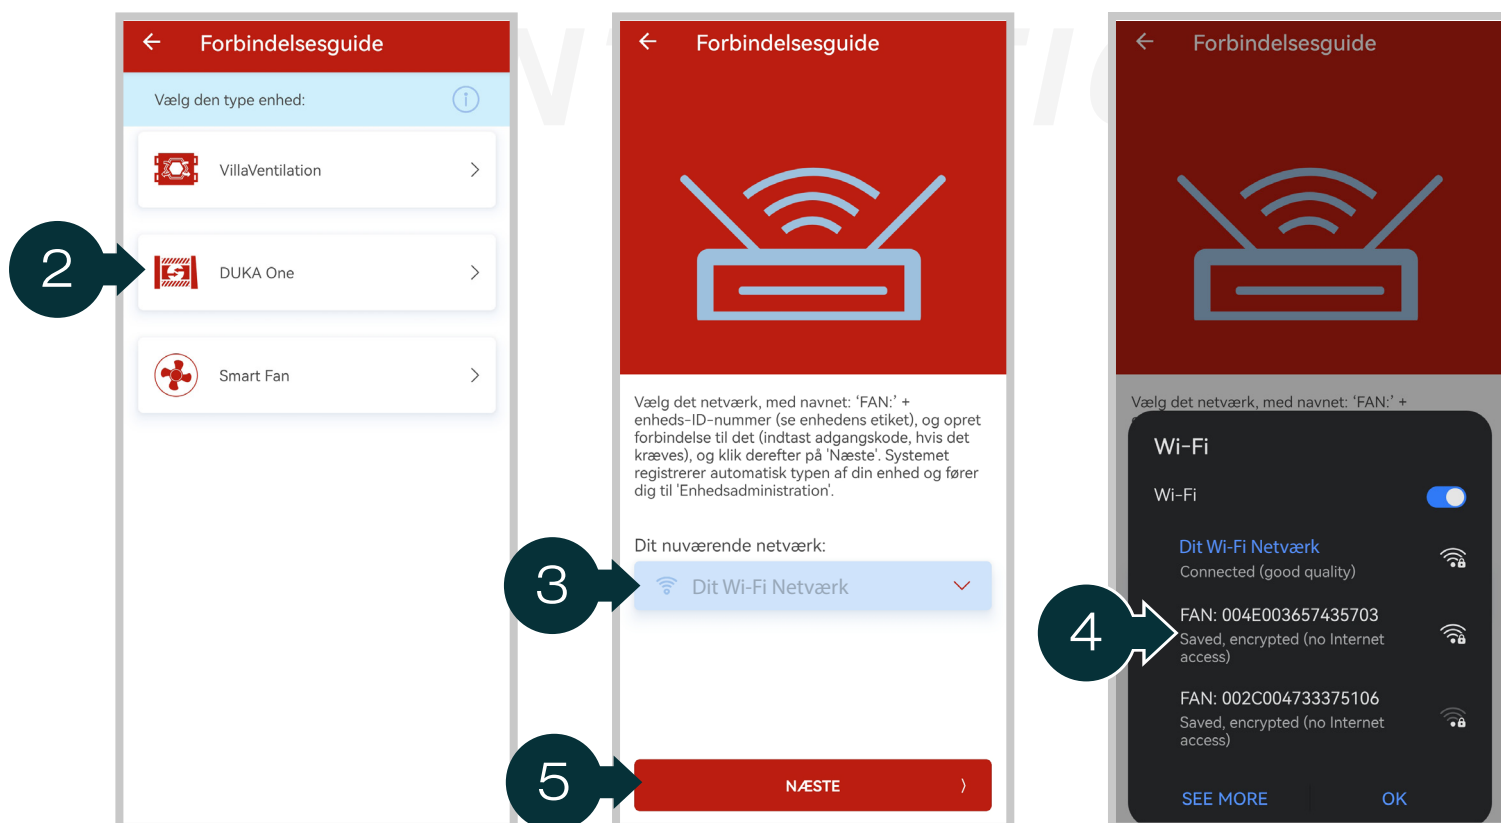 Forbindelsesguide
Vælg den type enhed:
VillaVentilation
2
DUKA One
Smart Fan
Forbindelsesguide
Vælg det netværk, med navnet: ‘FAN:’ +
enheds-ID-nummer (se enhedens etiket), og opret
forbindelse til det (indtast adgangskode, hvis det
kræves), og klik derefter på 'Næste'. Systemet
registrerer automatisk typen af din enhed og fører
dig til 'Enhedsadministration'.
Dit nuværende netværk:
3
Dit Wi-Fi Netværk
5
NÆSTE
Forbindelsesguide
Vælg det netværk, med navnet: ‘FAN:’ +
Wi-Fi
Wi-Fi
Dit Wi-Fi Netværk
Connected (good quality)
4
FAN: 004E003657435703
Saved, encrypted (no Internet
access)
FAN: 002C004733375106
Saved, encrypted (no Internet
access)
SEE MORE
OK